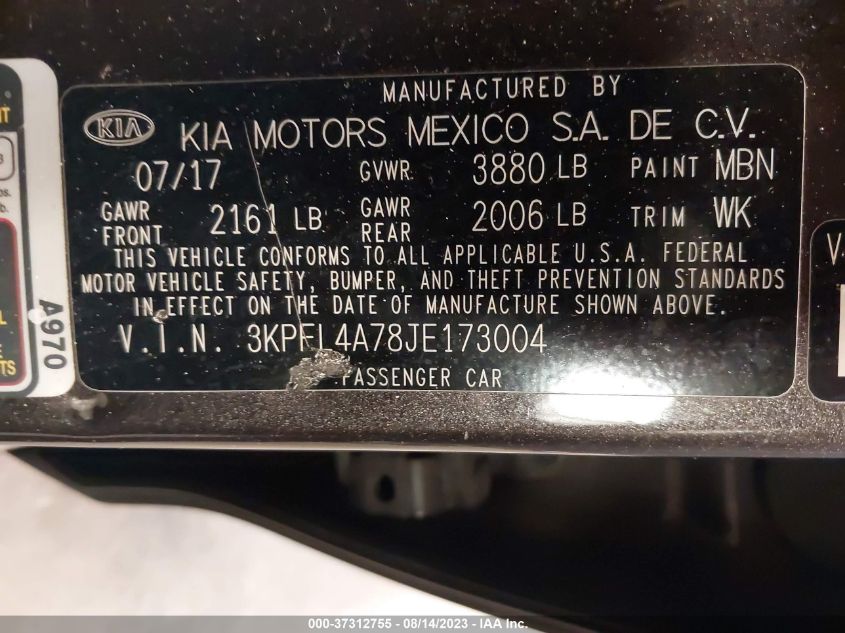 MANUFACTURED BY
KIA KIA MOTORS MEXICO S.A. DE C.V.
07/17 GVWR 3880 LB PAINT MBN
GAWR FRONT 2161 LB GAWR REAR 2006 LB TRIM WK
THIS VEHICLE CONFORMS TO ALL APPLICABLE U.S.A. FEDERAL
MOTOR VEHICLE SAFETY, BUMPER, AND THEFT PREVENTION STANDARDS
IN EFFECT ON THE DATE OF MANUFACTURE SHOWN ABOVE.
V.I.N. 3KPFL4A78JE173004
PASSENGER CAR
A970
000-37312755 - 08/14/2023 - IAA Inc.